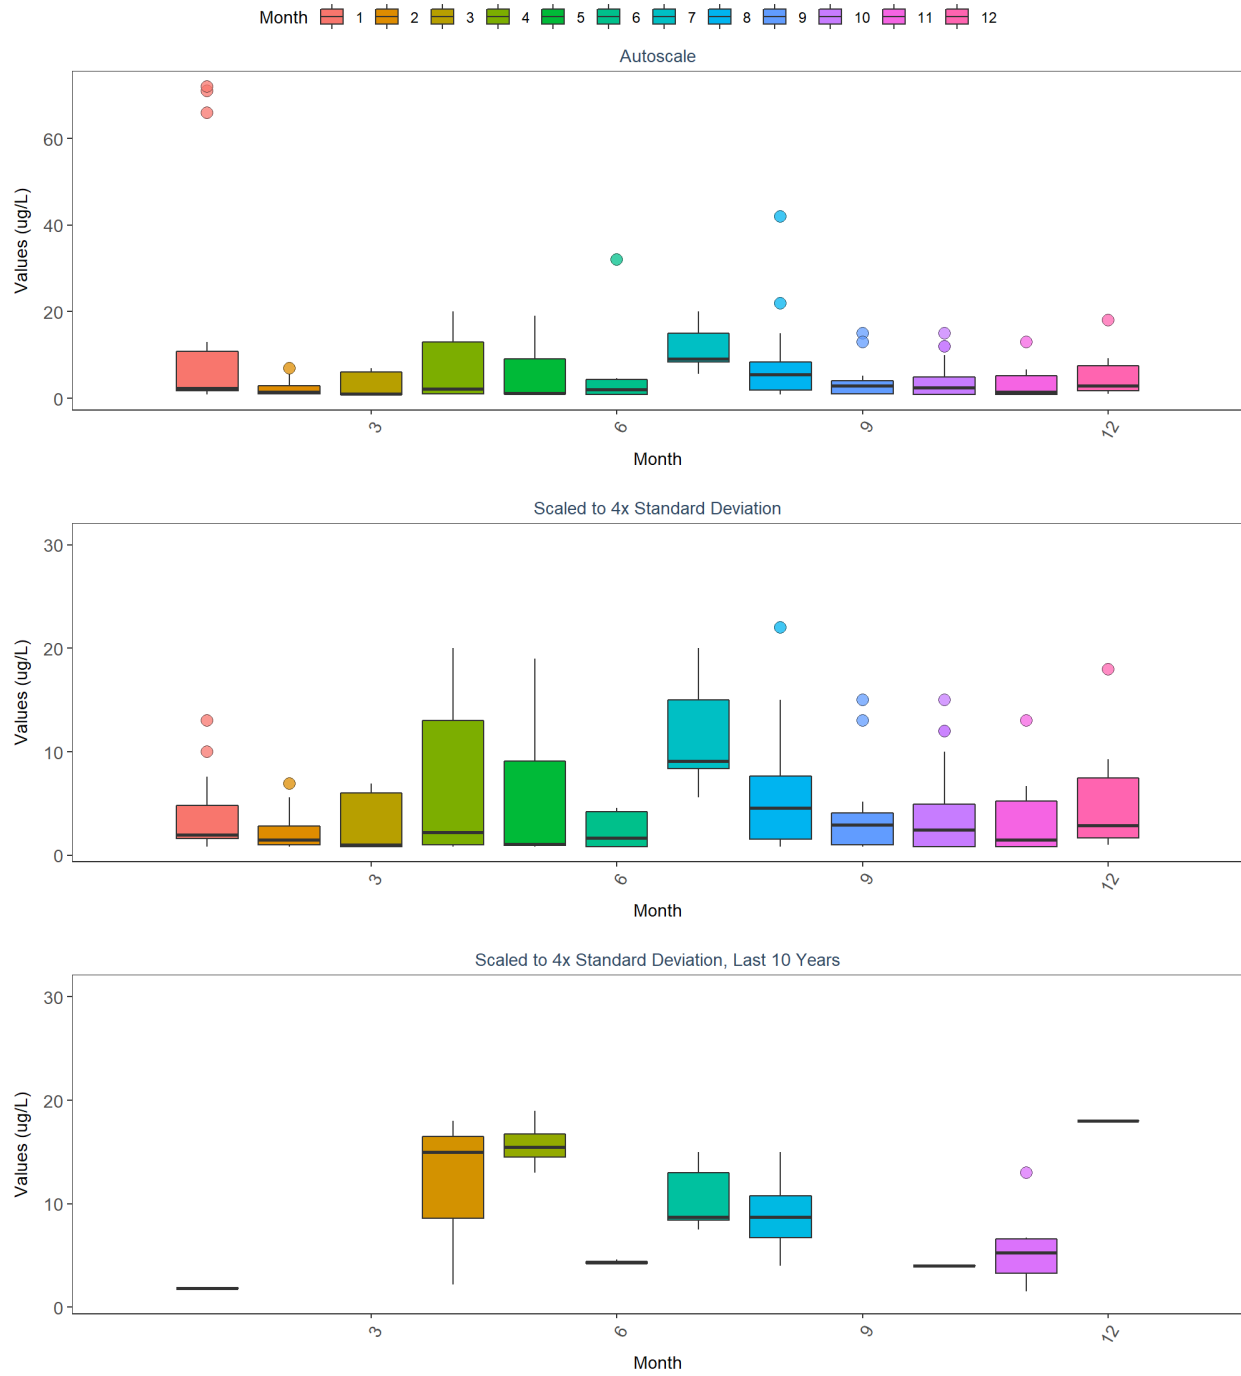 Month 1 2 3 4 5 6 7 8 9 10 11 12
Autoscale
Values (ug/L)
60
40
20
0
3 6 9 12
Month
Scaled to 4x Standard Deviation
Values (ug/L)
30
20
10
0
3 6 9 12
Month
Scaled to 4x Standard Deviation, Last 10 Years
Values (ug/L)
30
20
10
0
3 6 9 12
Month